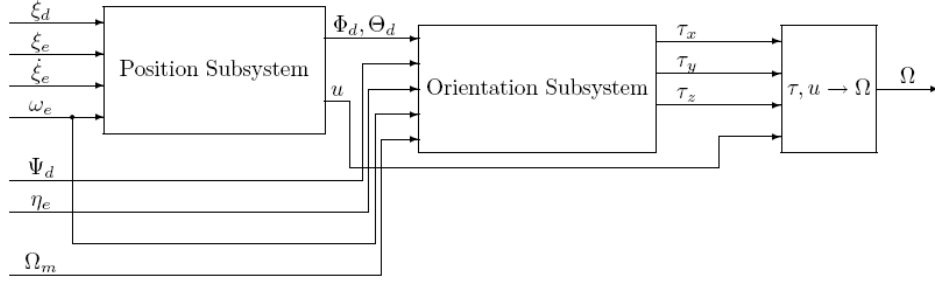 ξ_d
ξ_e
ξ̇_e
ω_e
Ψ_d
η_e
Ω_m
Position Subsystem
Φ_d, Θ_d
u
Orientation Subsystem
τ_x
τ_y
τ_z
τ, u → Ω
Ω